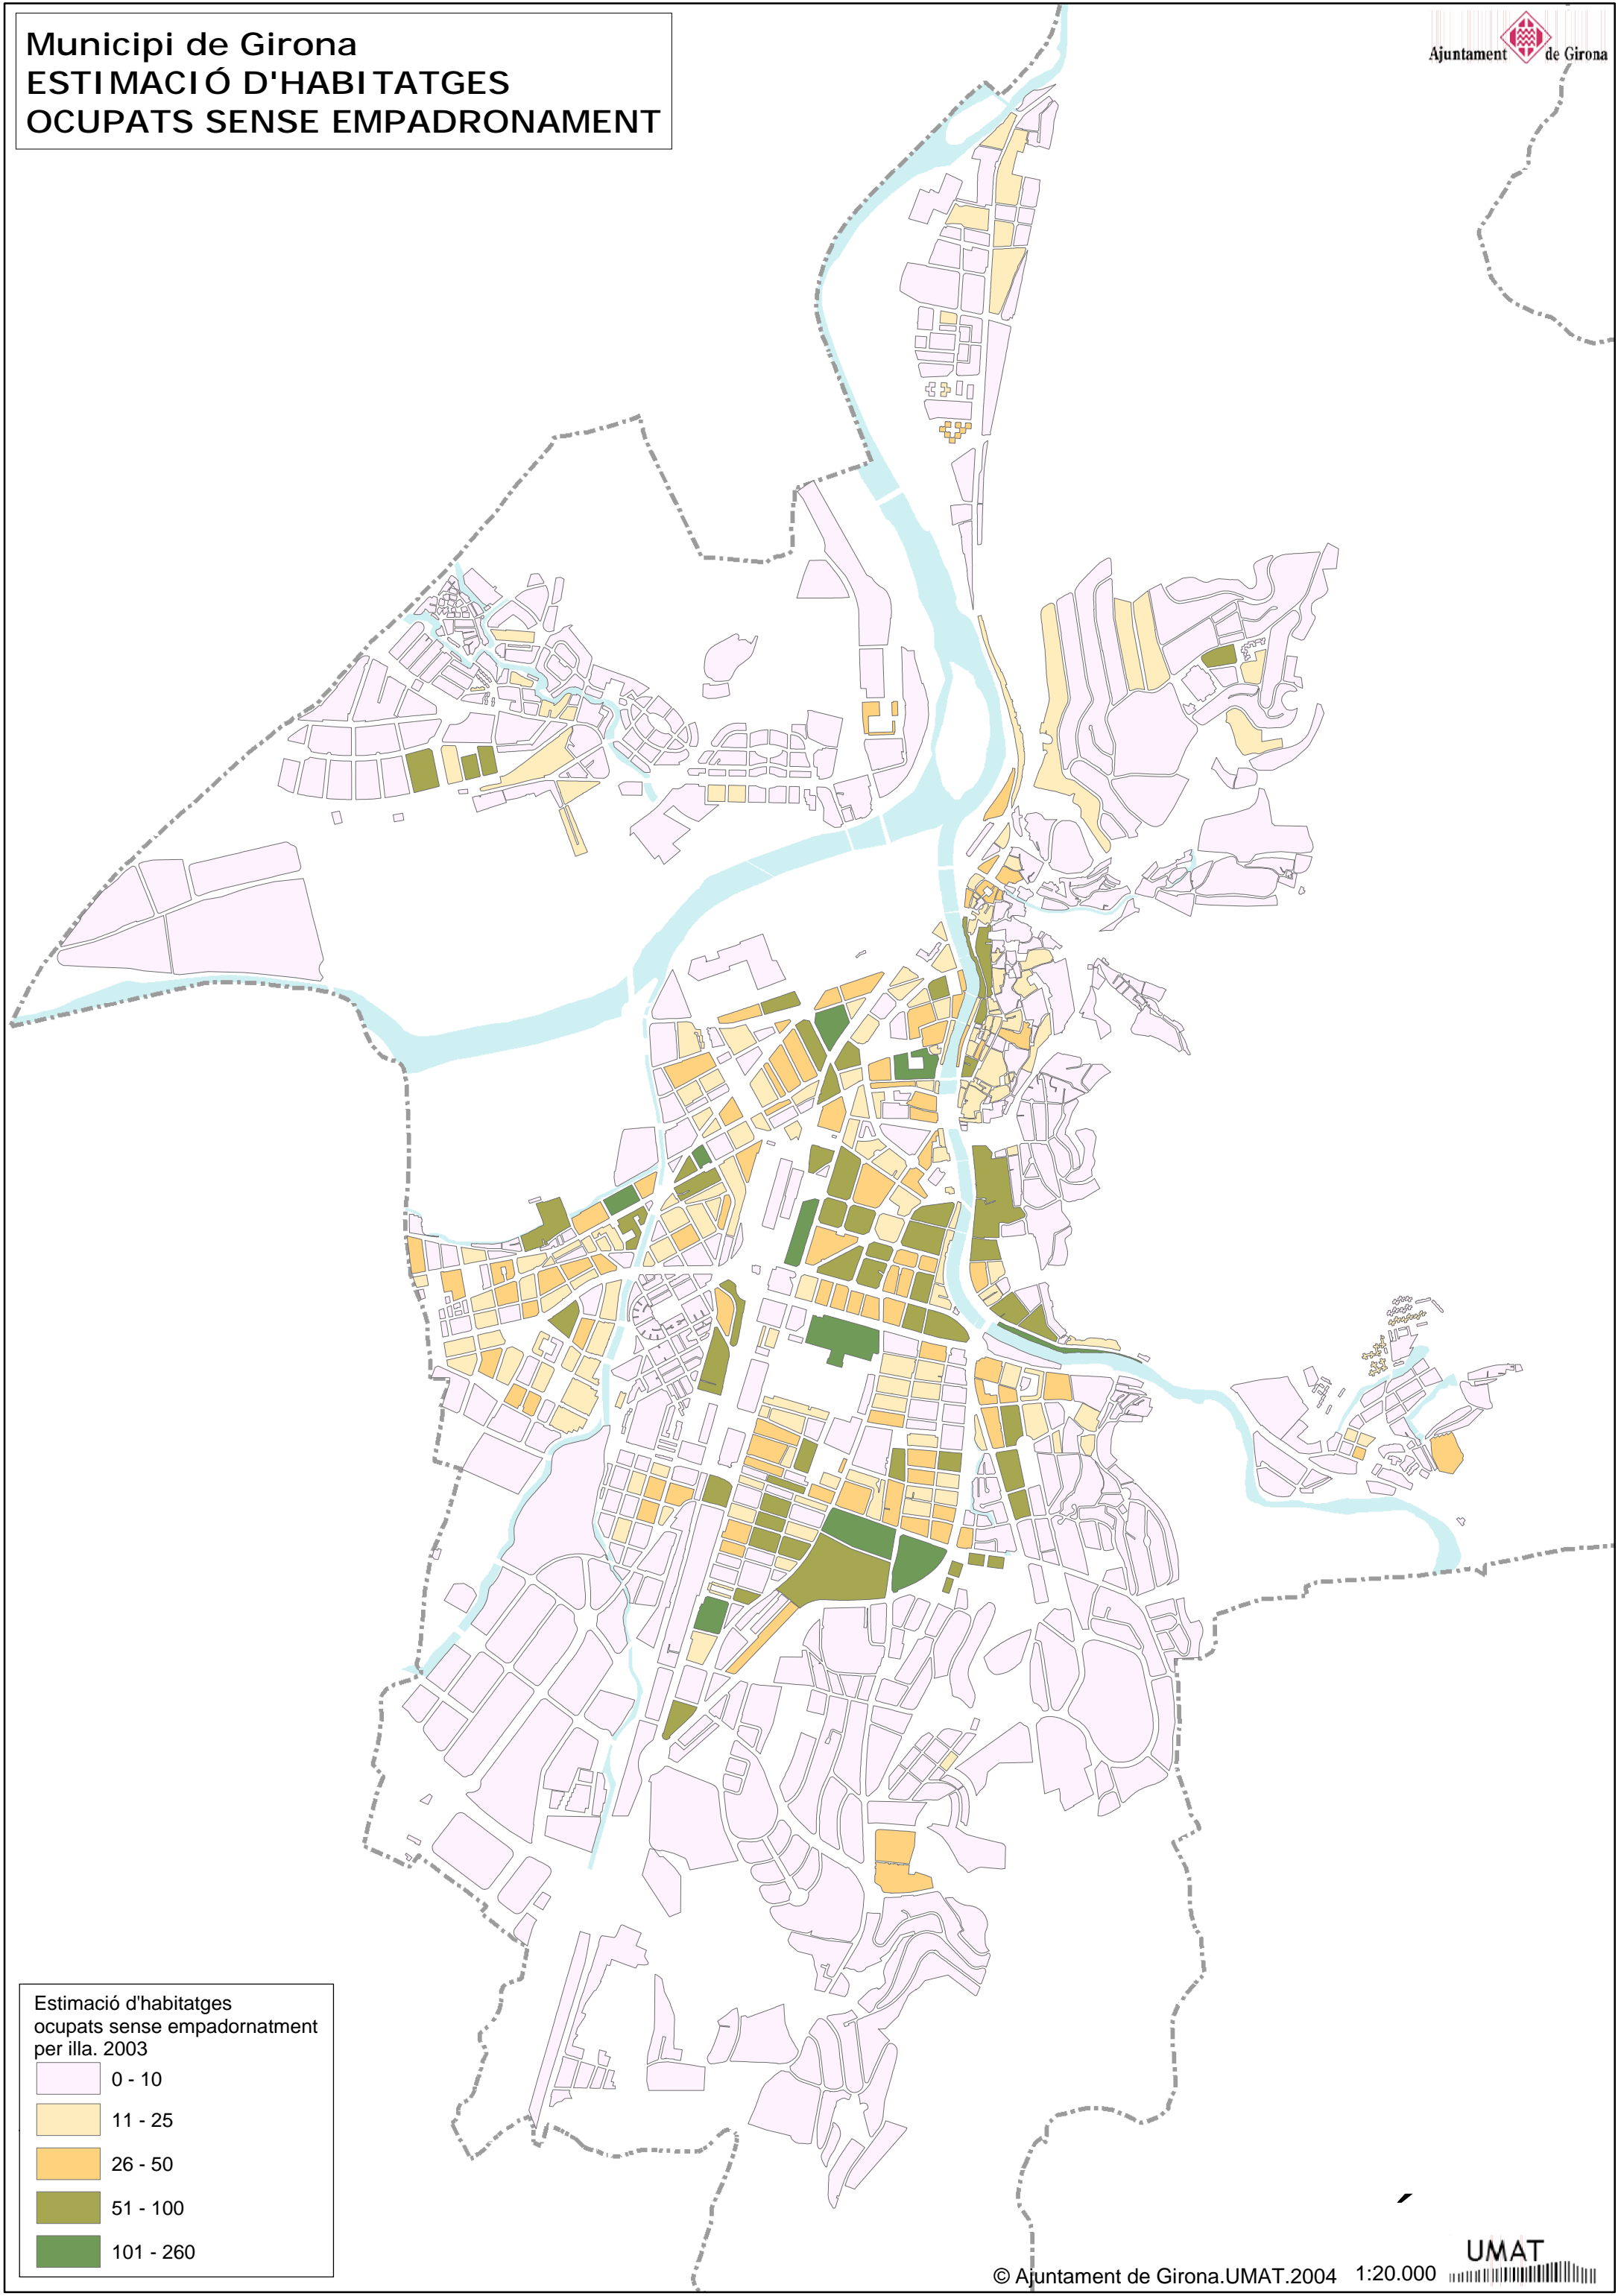 Municipi de Girona
ESTIMACIÓ D'HABITATGES
OCUPATS SENSE EMPADRONAMENT
Ajuntament de Girona
Estimació d'habitatges
ocupats sense empadornatment
per illa. 2003
0 - 10
11 - 25
26 - 50
51 - 100
101 - 260
© Ajuntament de Girona.UMAT.2004 1:20.000
UMAT